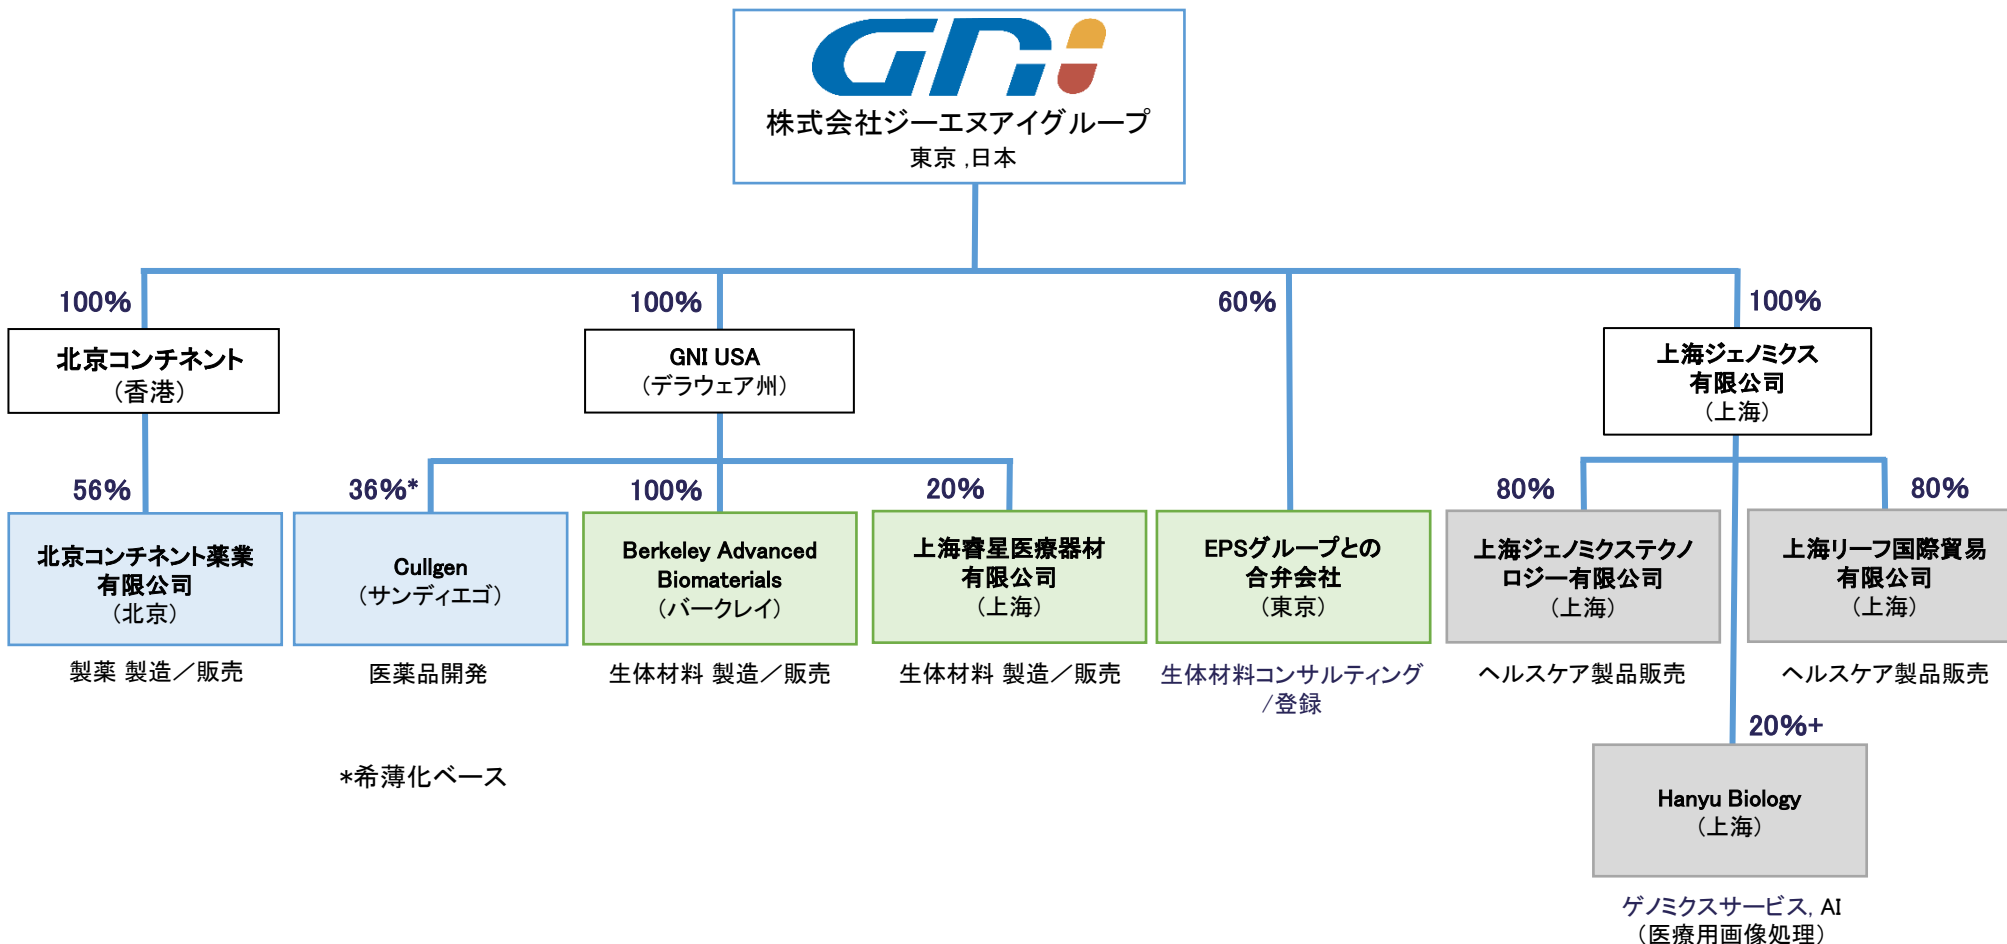 GNI
株式会社ジーエヌアイグループ
東京 ,日本
100%
100%
60%
100%
北京コンチネント
（香港）
GNI USA
（デラウェア州）
上海ジェノミクス
有限公司
（上海）
56%
36%*
100%
20%
80%
80%
北京コンチネント薬業
有限公司
（北京）
Cullgen
（サンディエゴ）
Berkeley Advanced
Biomaterials
（バークレイ）
上海睿星医療器材
有限公司
（上海）
EPSグループとの
合弁会社
（東京）
上海ジェノミクステクノ
ロジー有限公司
（上海）
上海リーフ国際貿易
有限公司
（上海）
製薬 製造／販売
医薬品開発
生体材料 製造／販売
生体材料 製造／販売
生体材料コンサルティング
/登録
ヘルスケア製品販売
ヘルスケア製品販売
20%+
*希薄化ベース
Hanyu Biology
（上海）
ゲノミクスサービス, AI
（医療用画像処理）